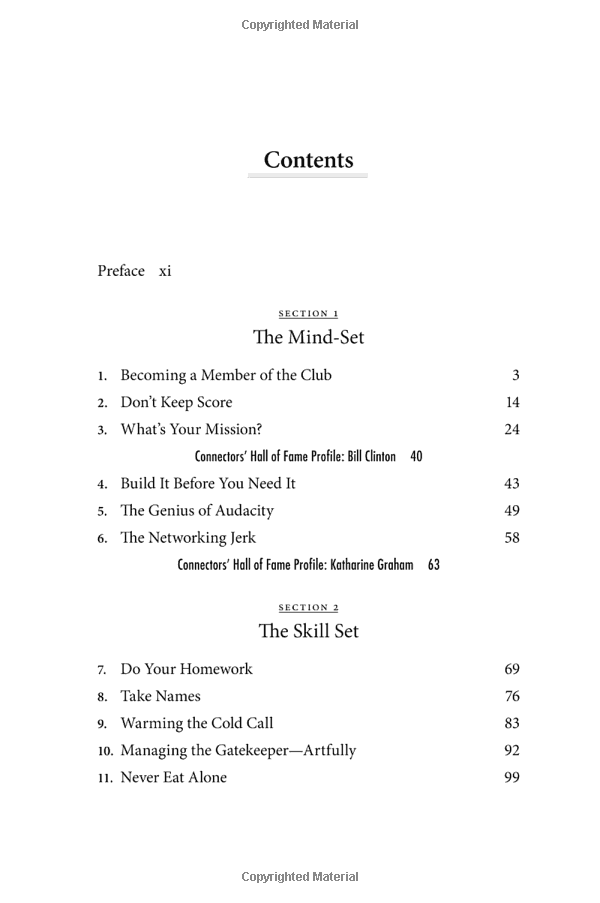 Copyrighted Material
Contents
Preface xi
SECTION 1
The Mind-Set
1. Becoming a Member of the Club 3
2. Don't Keep Score 14
3. What's Your Mission? 24
Connectors' Hall of Fame Profile: Bill Clinton 40
4. Build It Before You Need It 43
5. The Genius of Audacity 49
6. The Networking Jerk 58
Connectors' Hall of Fame Profile: Katharine Graham 63
SECTION 2
The Skill Set
7. Do Your Homework 69
8. Take Names 76
9. Warming the Cold Call 83
10. Managing the Gatekeeper—Artfully 92
11. Never Eat Alone 99
Copyrighted Material